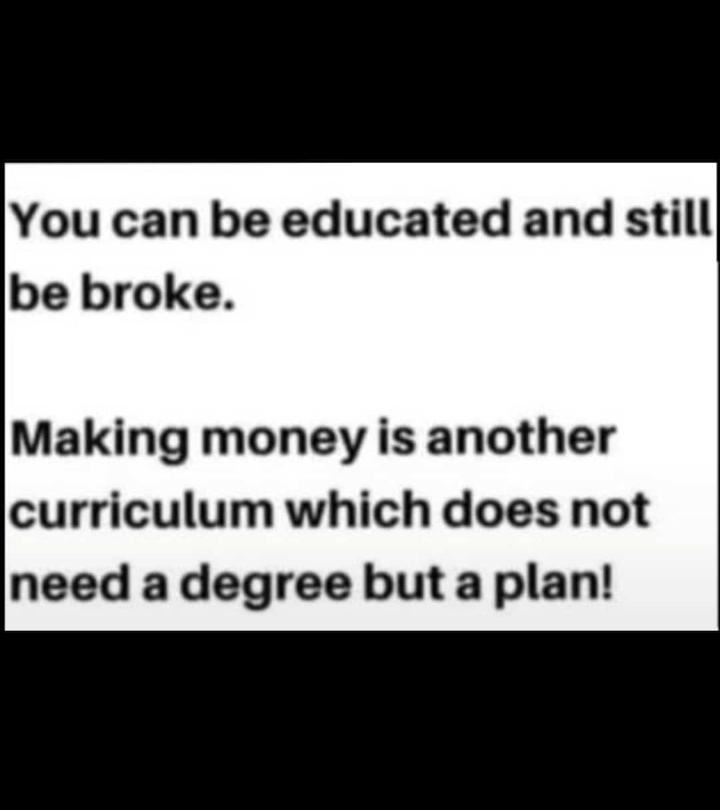 You can be educated and still
be broke.
Making money is another
curriculum which does not
need a degree but a plan!